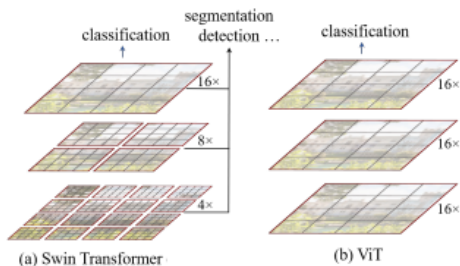 segmentation
classification
detection ...
classification
16×
16×
8×
16×
4×
16×
(a) Swin Transformer
(b) ViT